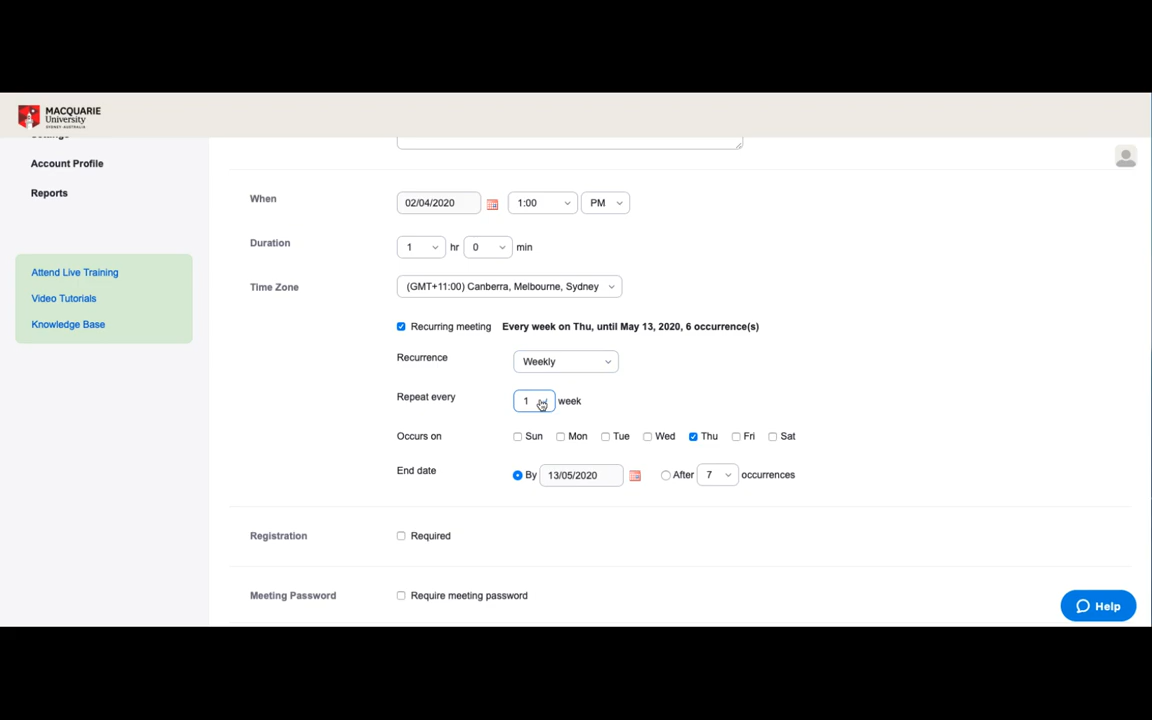 MACQUARIE
University
SYDNEY·AUSTRALIA
Settings
Account Profile
Reports
Attend Live Training
Video Tutorials
Knowledge Base
When 02/04/2020 1:00 PM
Duration 1 hr 0 min
Time Zone (GMT+11:00) Canberra, Melbourne, Sydney
Recurring meeting Every week on Thu, until May 13, 2020, 6 occurrence(s)
Recurrence Weekly
Repeat every 1 week
Occurs on Sun Mon Tue Wed Thu Fri Sat
End date By 13/05/2020 After 7 occurrences
Registration Required
Meeting Password Require meeting password
Help